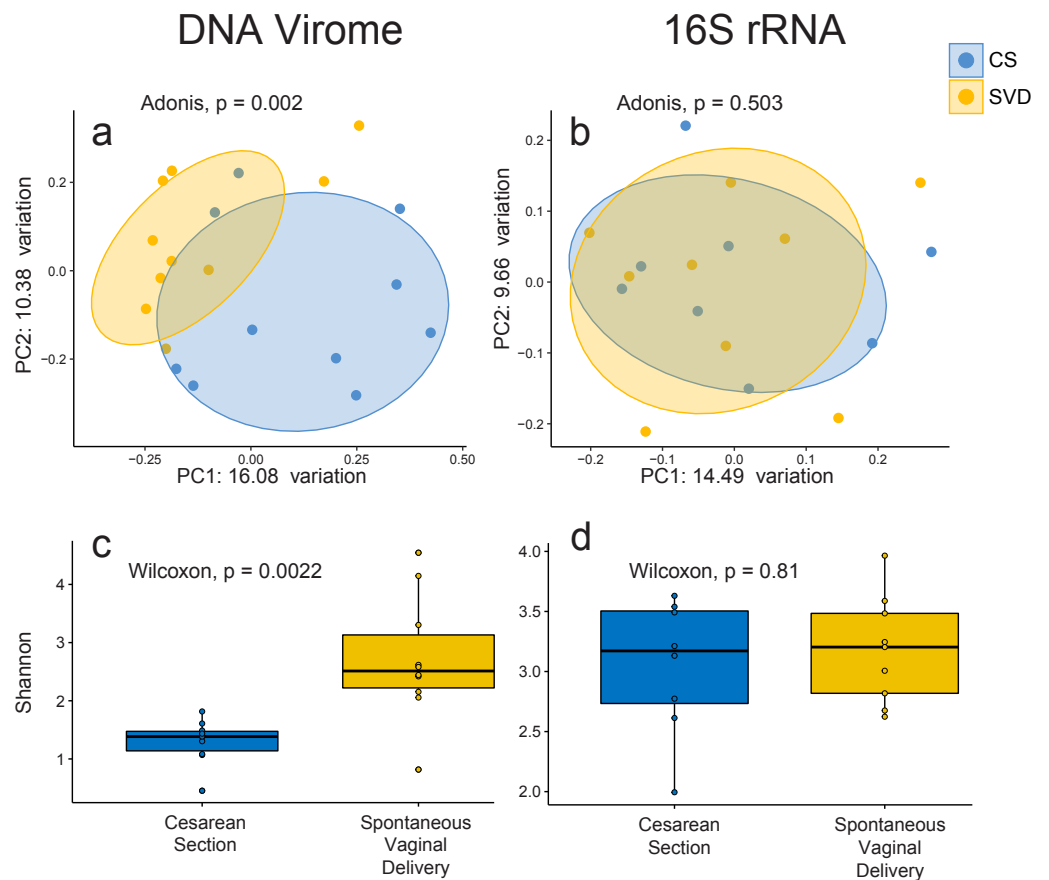 DNA Virome
16S rRNA
CS
SVD
a
Adonis, p = 0.002
0.2
0.0
−0.2
PC2: 10.38 variation
−0.25
0.00
0.25
0.50
PC1: 16.08 variation
b
Adonis, p = 0.503
0.2
0.1
0.0
−0.1
−0.2
PC2: 9.66 variation
−0.2
−0.1
0.0
0.1
0.2
PC1: 14.49 variation
c
Wilcoxon, p = 0.0022
4
3
2
1
Shannon
Cesarean
Section
Spontaneous
Vaginal
Delivery
d
Wilcoxon, p = 0.81
4.0
3.5
3.0
2.5
2.0
Cesarean
Section
Spontaneous
Vaginal
Delivery